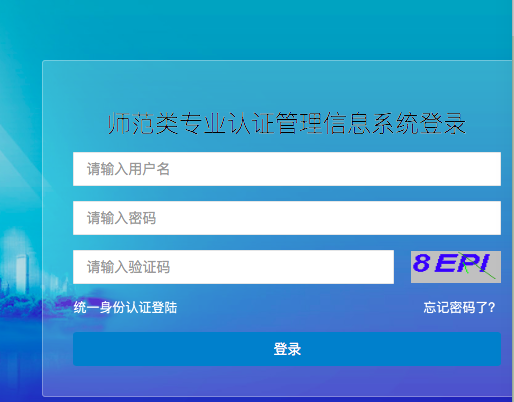 师范类专业认证管理信息系统登录
请输入用户名
请输入密码
请输入验证码 8EPI
统一身份认证登陆 忘记密码了?
登录